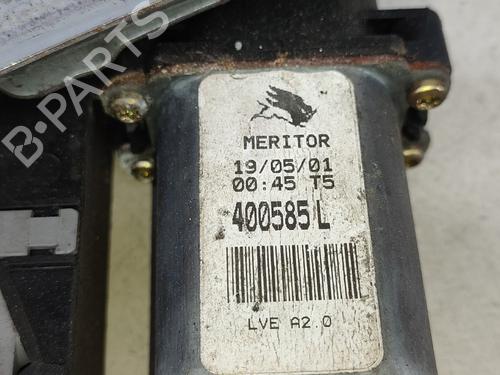 B-PARTS
MERITOR
19/05/01
00:45 T5
400585 L
LVE A2.0